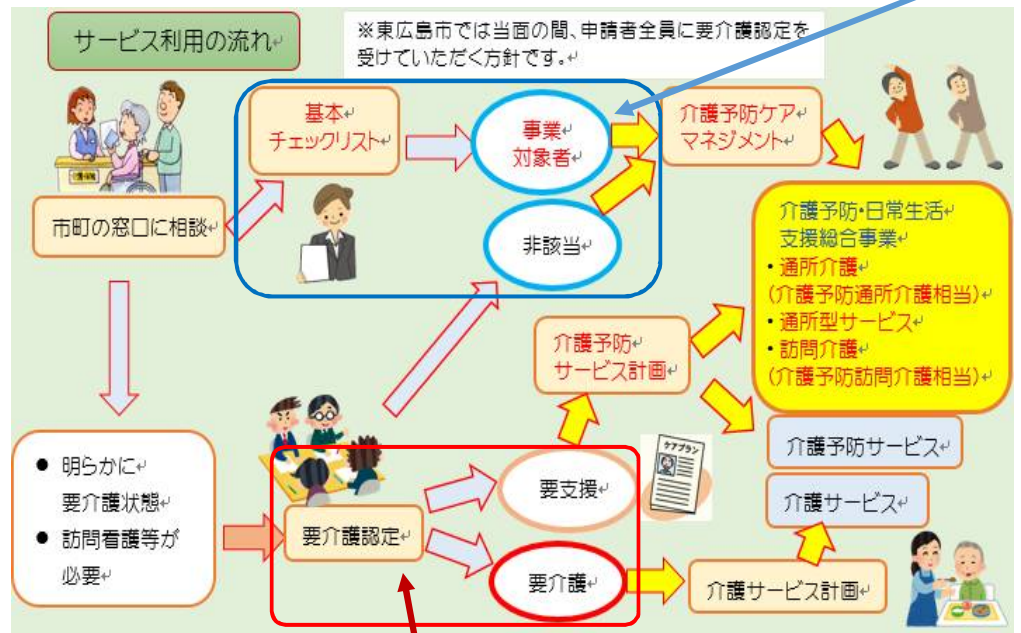 サービス利用の流れ
※東広島市では当面の間、申請者全員に要介護認定を
受けていただく方針です。
基本
チェックリスト
事業
対象者
介護予防ケア
マネジメント
市町の窓口に相談
非該当
介護予防・日常生活
支援総合事業
・通所介護
(介護予防通所介護相当)
・通所型サービス
・訪問介護
(介護予防訪問介護相当)
介護予防
サービス計画
ケアプラン
介護予防サービス
● 明らかに
要介護状態
● 訪問看護等が
必要
要介護認定
要支援
介護サービス
要介護
介護サービス計画